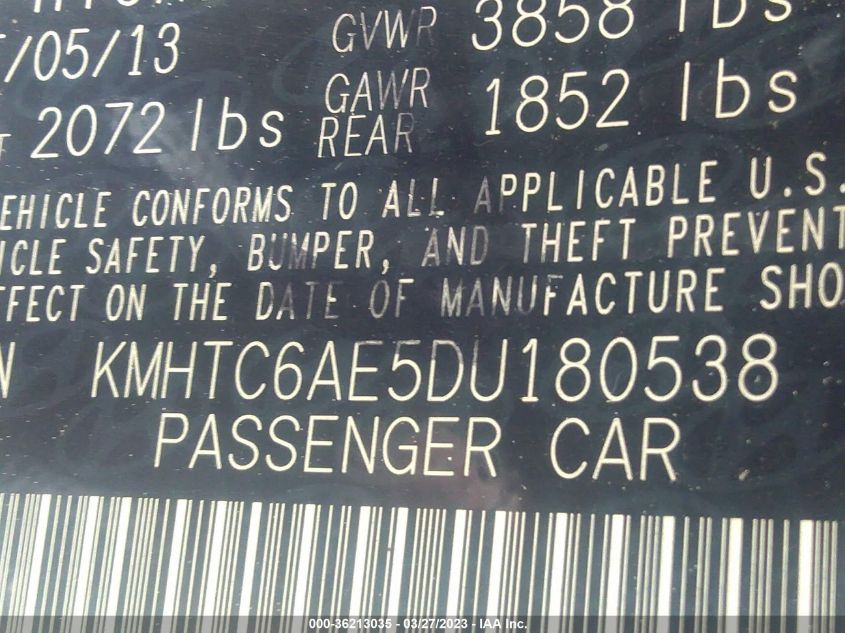 /05/13 GVWR 3858 lbs
2072 lbs GAWR REAR 1852 lbs
EHICLE CONFORMS TO ALL APPLICABLE U.S.
ICLE SAFETY, BUMPER, AND THEFT PREVENT
FFECT ON THE DATE OF MANUFACTURE SHO
N KMHTC6AE5DU180538
PASSENGER CAR
000-36213035 - 03/27/2023 - IAA Inc.